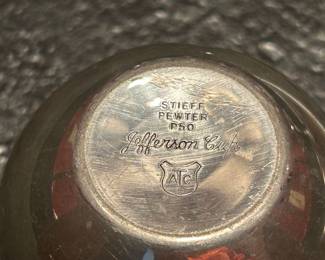 STIEFF
PEWTER
P50
Jefferson Cup
ATC